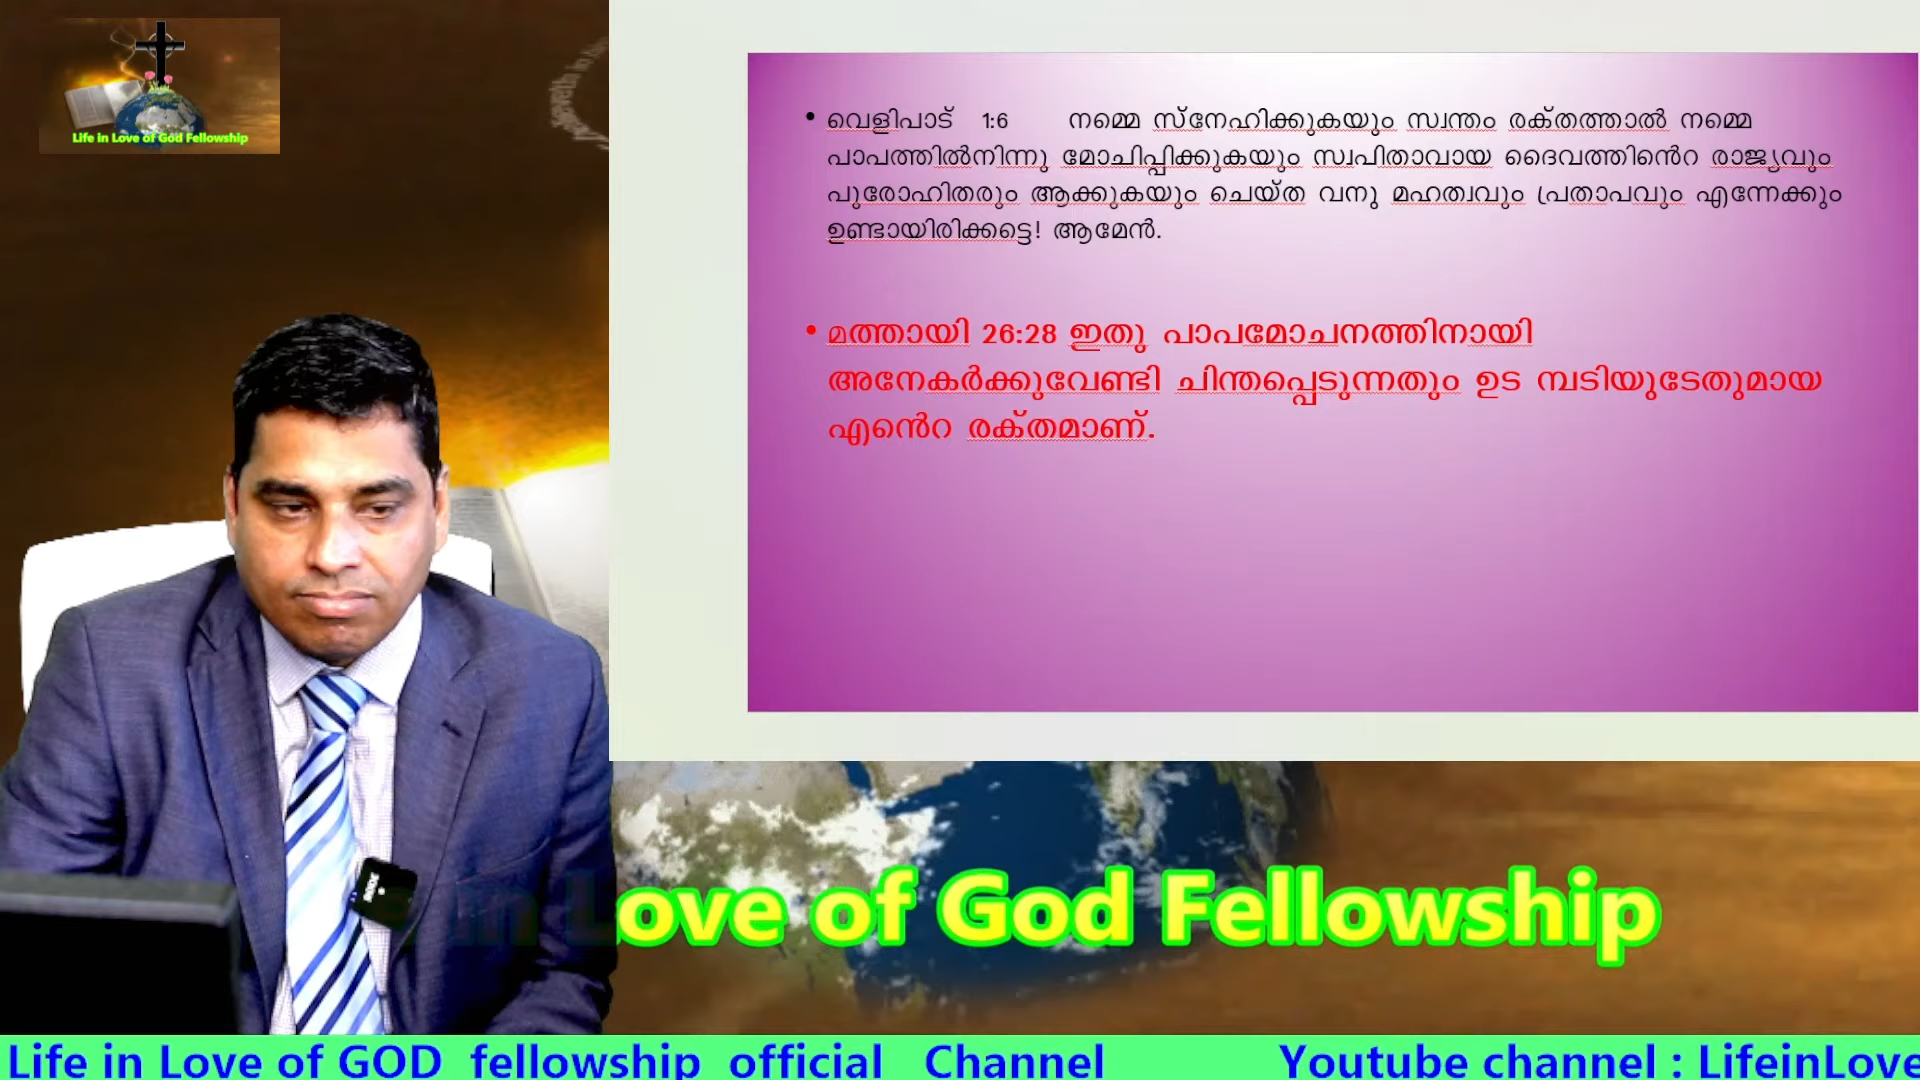 Life in Love of God Fellowship
• വെളിപാട് 1:6 നമ്മെ സ്നേഹിക്കുകയും സ്വന്തം രക്തത്താൽ നമ്മെ
പാപത്തിൽനിന്നു മോചിപ്പിക്കുകയും സ്വപിതാവായ ദൈവത്തിൻെറ രാജ്യവും
പുരോഹിതരും ആക്കുകയും ചെയ്ത വനു മഹത്വവും പ്രതാപവും എന്നേക്കും
ഉണ്ടായിരിക്കട്ടെ! ആമേൻ.
• മത്തായി 26:28 ഇതു പാപമോചനത്തിനായി
അനേകർക്കുവേണ്ടി ചിന്തപ്പെടുന്നതും ഉട മ്പടിയുടേതുമായ
എൻെറ രക്തമാണ്.
in Love of God Fellowship
Life in Love of GOD fellowship official Channel Youtube channel : LifeinLove